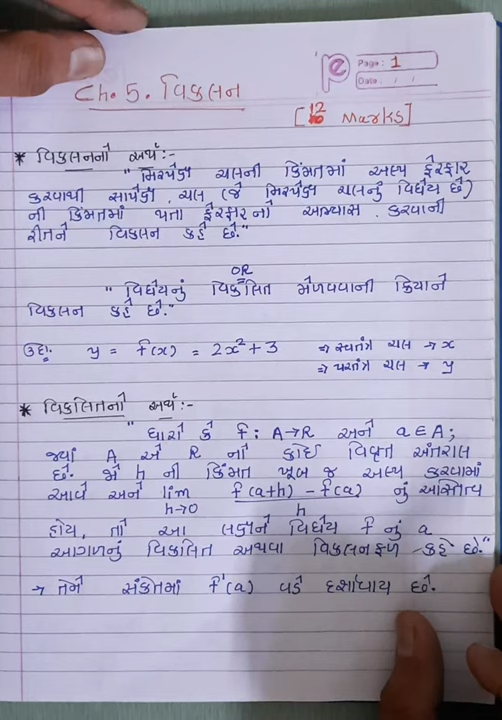 Page: 1
Date: / /
Ch. 5. વિકલન
[12 Marks]
* વિકલનનો અર્થ:-
" નિરપેક્ષ ચલની કિંમતમાં અલ્પ ફેરફાર
કરવાથી સાપેક્ષ ચલ (જે નિરપેક્ષ ચલનું વિધેય છે)
ની કિંમતમાં થતા ફેરફારનો અભ્યાસ કરવાની
રીતને વિકલન કહે છે."
OR
" વિધેયનું વિકલિત મેળવવાની ક્રિયાને
વિકલન કહે છે."
ઉદા: y = f(x) = 2x²+3 ⇒ સ્વતંત્ર ચલ → x
⇒ પરતંત્ર ચલ → y
* વિકલિતનો અર્થ:-
" ધારો કે f: A→R અને a∈A;
જ્યાં A એ R નો કોઈ વિવૃત અંતરાલ
છે. જો h ની કિંમત ખૂબ જ અલ્પ કરવામાં
આવે અને lim f(a+h) - f(a) નું અસ્તિત્વ
h→0 h
હોય, તો આ લક્ષને વિધેય f નું a
આગળનું વિકલિત અથવા વિકલનફળ કહે છે."
→ તેને સંકેતમાં f'(a) વડે દર્શાવાય છે.